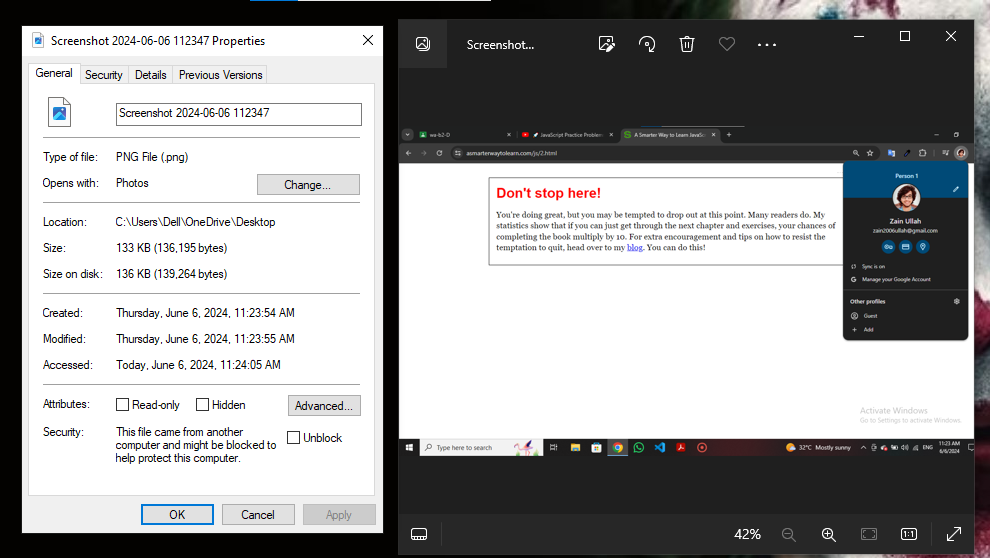 Screenshot 2024-06-06 112347 Properties
General Security Details Previous Versions
Screenshot 2024-06-06 112347
Type of file: PNG File (.png)
Opens with: Photos Change...
Location: C:\Users\Dell\OneDrive\Desktop
Size: 133 KB (136,195 bytes)
Size on disk: 136 KB (139,264 bytes)
Created: Thursday, June 6, 2024, 11:23:54 AM
Modified: Thursday, June 6, 2024, 11:23:55 AM
Accessed: Today, June 6, 2024, 11:24:05 AM
Attributes: Read-only Hidden Advanced...
Security: This file came from another
computer and might be blocked to
help protect this computer.
Unblock
OK Cancel Apply
Screenshot...
wa-b2-D JavaScript Practice Problem A Smarter Way to Learn JavaSc
asmarterwaytolearn.com/js/2.html
Don't stop here!
You're doing great, but you may be tempted to drop out at this point. Many readers do. My
statistics show that if you can just get through the next chapter and exercises, your chances of
completing the book multiply by 10. For extra encouragement and tips on how to resist the
temptation to quit, head over to my blog. You can do this!
Person 1
Zain Ullah
zain2006ullah@gmail.com
Sync is on
Manage your Google Account
Other profiles
Guest
Add
Activate Windows
Go to Settings to activate Windows.
Type here to search
32°C Mostly sunny
ENG
11:23 AM
6/6/2024
42%
1:1